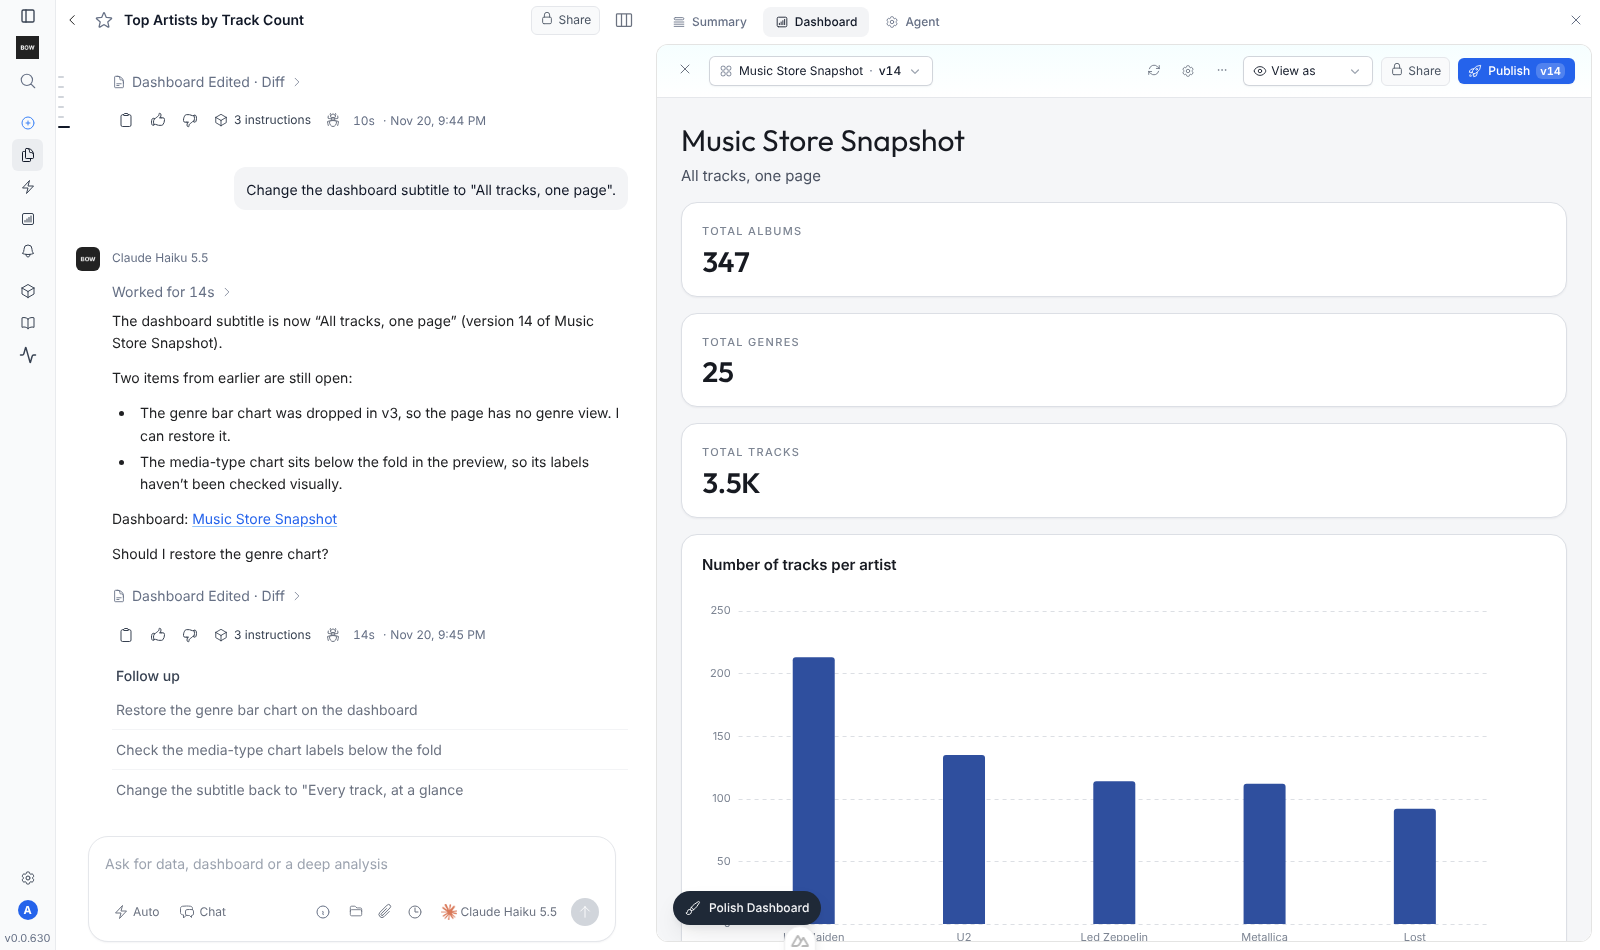 BOW
v0.0.630
A
Top Artists by Track Count
Share
Dashboard Edited · Diff
3 instructions
10s · Nov 20, 9:44 PM
Change the dashboard subtitle to "All tracks, one page".
BOW
Claude Haiku 5.5
Worked for 14s
The dashboard subtitle is now “All tracks, one page” (version 14 of Music
Store Snapshot).
Two items from earlier are still open:
• The genre bar chart was dropped in v3, so the page has no genre view. I
can restore it.
• The media-type chart sits below the fold in the preview, so its labels
haven’t been checked visually.
Dashboard: Music Store Snapshot
Should I restore the genre chart?
Dashboard Edited · Diff
3 instructions
14s · Nov 20, 9:45 PM
Follow up
Restore the genre bar chart on the dashboard
Check the media-type chart labels below the fold
Change the subtitle back to "Every track, at a glance
Ask for data, dashboard or a deep analysis
Auto
Chat
Claude Haiku 5.5
Summary
Dashboard
Agent
Music Store Snapshot · v14
View as
Share
Publish v14
Music Store Snapshot
All tracks, one page
TOTAL ALBUMS
347
TOTAL GENRES
25
TOTAL TRACKS
3.5K
Number of tracks per artist
250
200
150
100
50
Polish Dashboard
U2
Led Zeppelin
Metallica
Lost